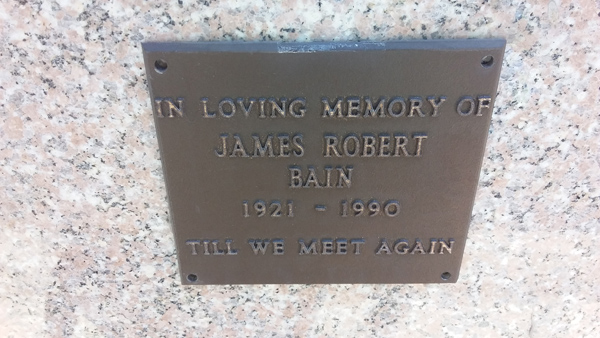 IN LOVING MEMORY OF
JAMES ROBERT
BAIN
1921 - 1990
TILL WE MEET AGAIN